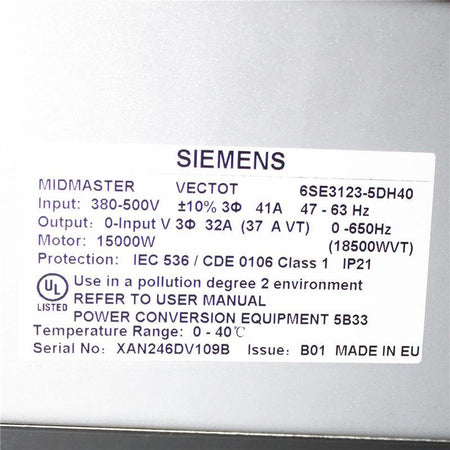 SIEMENS
MIDMASTER VECTOT 6SE3123-5DH40
Input: 380-500V ±10% 3Φ 41A 47 - 63 Hz
Output: 0-Input V 3Φ 32A (37 A VT) 0 -650Hz
Motor: 15000W (18500WVT)
Protection: IEC 536 / CDE 0106 Class 1 IP21
UL
LISTED
Use in a pollution degree 2 environment
REFER TO USER MANUAL
POWER CONVERSION EQUIPMENT 5B33
Temperature Range: 0 - 40℃
Serial No: XAN246DV109B Issue: B01 MADE IN EU